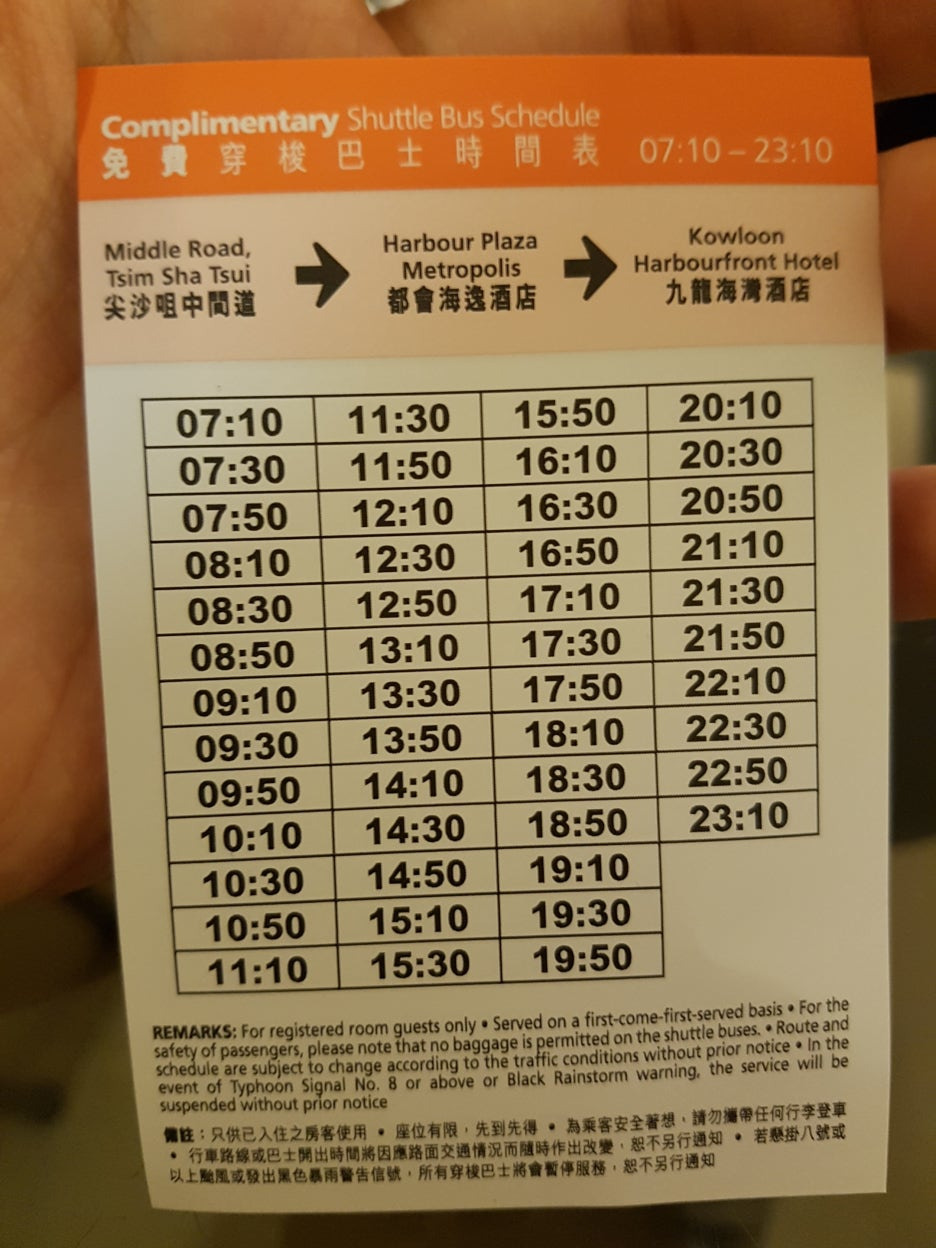 Complimentary Shuttle Bus Schedule
免費穿梭巴士時間表 07:10 – 23:10
Middle Road,
Tsim Sha Tsui
尖沙咀中間道
Harbour Plaza
Metropolis
都會海逸酒店
Kowloon
Harbourfront Hotel
九龍海灣酒店
07:10 11:30 15:50 20:10
07:30 11:50 16:10 20:30
07:50 12:10 16:30 20:50
08:10 12:30 16:50 21:10
08:30 12:50 17:10 21:30
08:50 13:10 17:30 21:50
09:10 13:30 17:50 22:10
09:30 13:50 18:10 22:30
09:50 14:10 18:30 22:50
10:10 14:30 18:50 23:10
10:30 14:50 19:10
10:50 15:10 19:30
11:10 15:30 19:50
REMARKS: For registered room guests only • Served on a first-come-first-served basis • For the
safety of passengers, please note that no baggage is permitted on the shuttle buses. • Route and
schedule are subject to change according to the traffic conditions without prior notice • In the
event of Typhoon Signal No. 8 or above or Black Rainstorm warning, the service will be
suspended without prior notice
備註：只供已入住之房客使用 • 座位有限，先到先得 • 為乘客安全著想，請勿攜帶任何行李登車
• 行車路線或巴士開出時間將因應路面交通情況而隨時作出改變，恕不另行通知 • 若懸掛八號或
以上颱風或發出黑色暴雨警告信號，所有穿梭巴士將會暫停服務，恕不另行通知